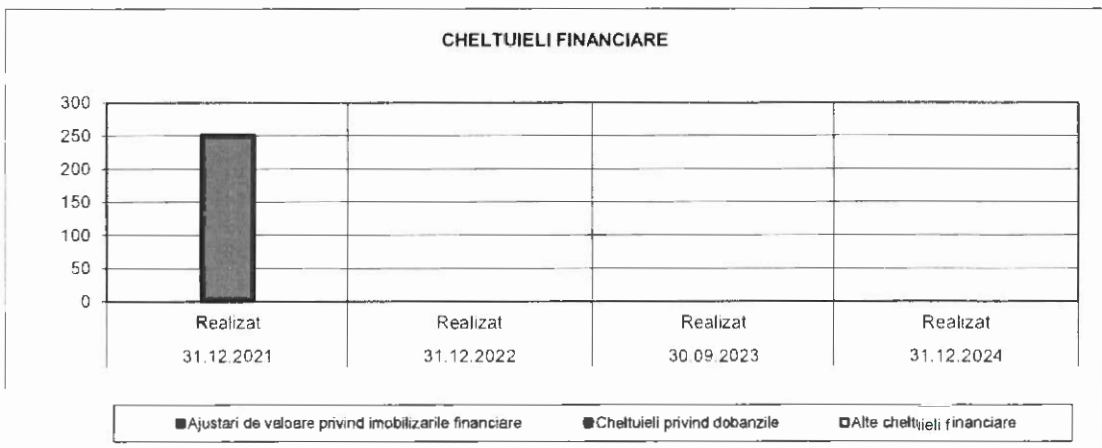 CHELTUIELI FINANCIARE
300
250
200
150
100
50
0
Realizat Realizat Realizat Realizat
31.12.2021 31.12.2022 30.09.2023 31.12.2024
Ajustari de valoare privind imobilizarile financiare Cheltuieli privind dobanzile Alte cheltuieli financiare